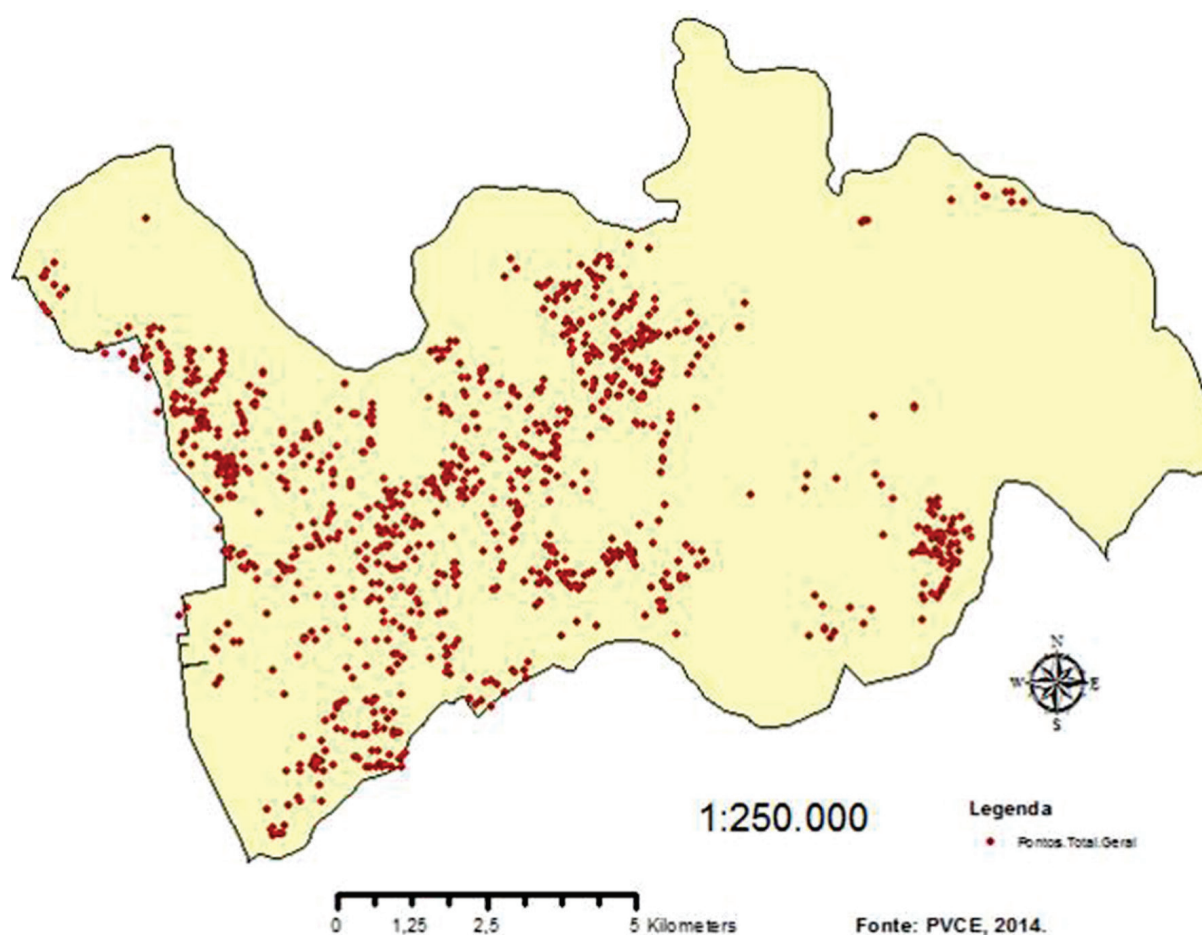 N
W E
S
1:250.000
Legenda
Pontos.Total.Geral
0 1,25 2,5 5 Kilometers
Fonte: PVCE, 2014.